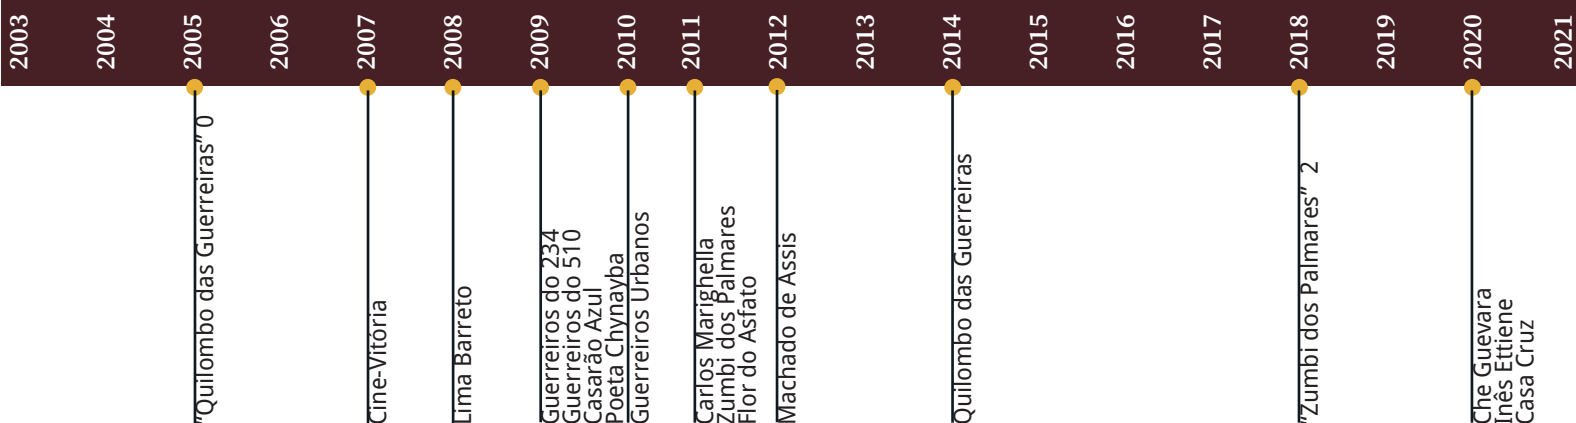 2003
2004
2005
2006
2007
2008
2009
2010
2011
2012
2013
2014
2015
2016
2017
2018
2019
2020
2021
"Quilombo das Guerreiras" 0
Cine-Vitória
Lima Barreto
Guerreiros do 234
Guerreiros do 510
Casarão Azul
Poeta Chynayba
Guerreiros Urbanos
Carlos Marighella
Zumbi dos Palmares
Flor do Asfato
Machado de Assis
Quilombo das Guerreiras
"Zumbi dos Palmares" 2
Che Guevara
Inês Ettiene
Casa Cruz